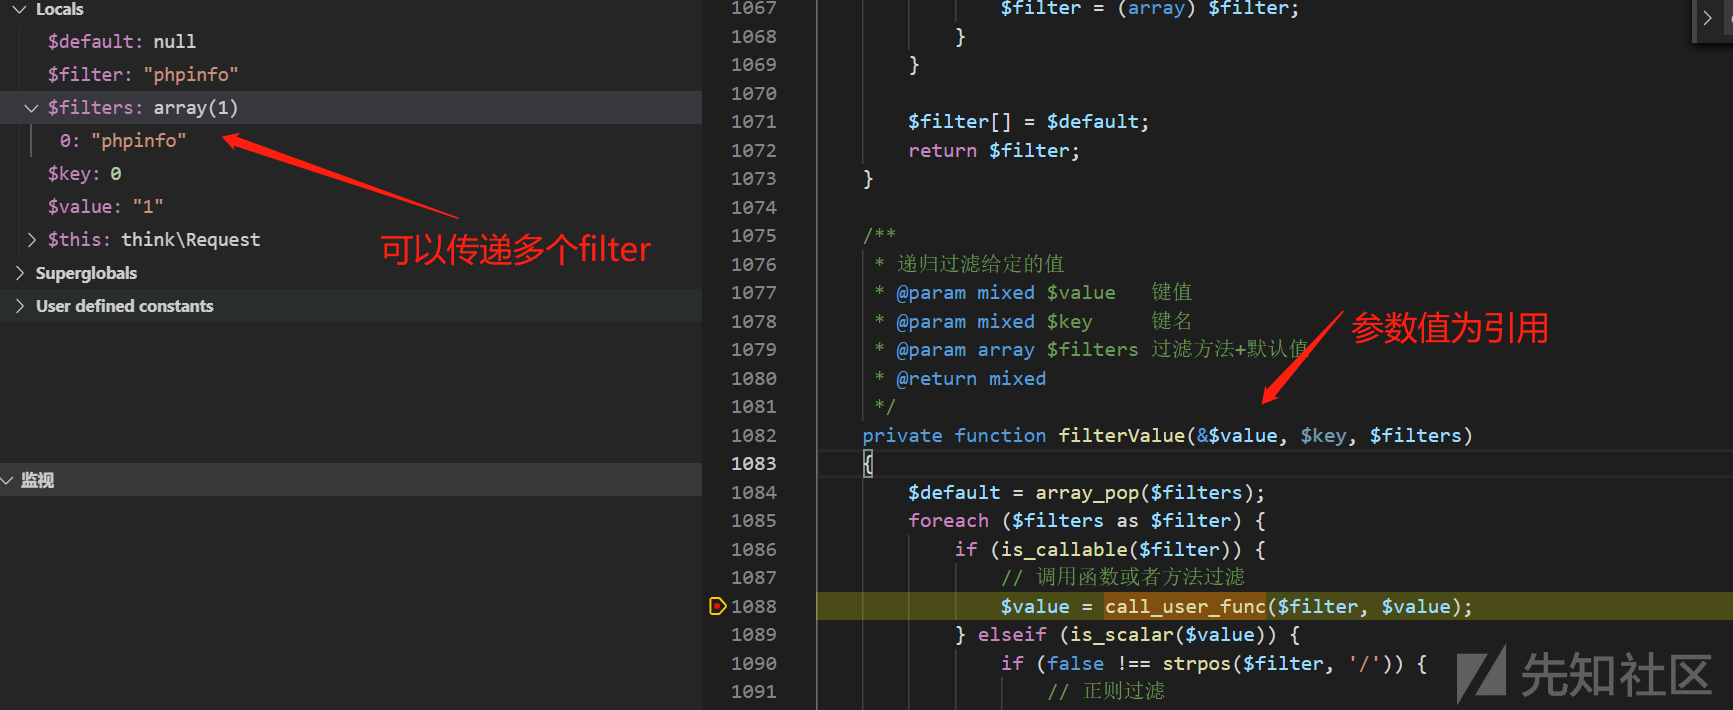 Locals
$default: null
$filter: "phpinfo"
$filters: array(1)
0: "phpinfo"
$key: 0
$value: "1"
$this: think\Request
Superglobals
User defined constants
监视
可以传递多个filter
1067 $filter = (array) $filter;
1068 }
1069 }
1070
1071 $filter[] = $default;
1072 return $filter;
1073 }
1074
1075 /**
1076 * 递归过滤给定的值
1077 * @param mixed $value 键值
1078 * @param mixed $key 键名
1079 * @param array $filters 过滤方法+默认值
1080 * @return mixed
1081 */
1082 private function filterValue(&$value, $key, $filters)
1083 {
1084 $default = array_pop($filters);
1085 foreach ($filters as $filter) {
1086 if (is_callable($filter)) {
1087 // 调用函数或者方法过滤
1088 $value = call_user_func($filter, $value);
1089 } elseif (is_scalar($value)) {
1090 if (false !== strpos($filter, '/')) {
1091 // 正则过滤
参数值为引用
先知社区